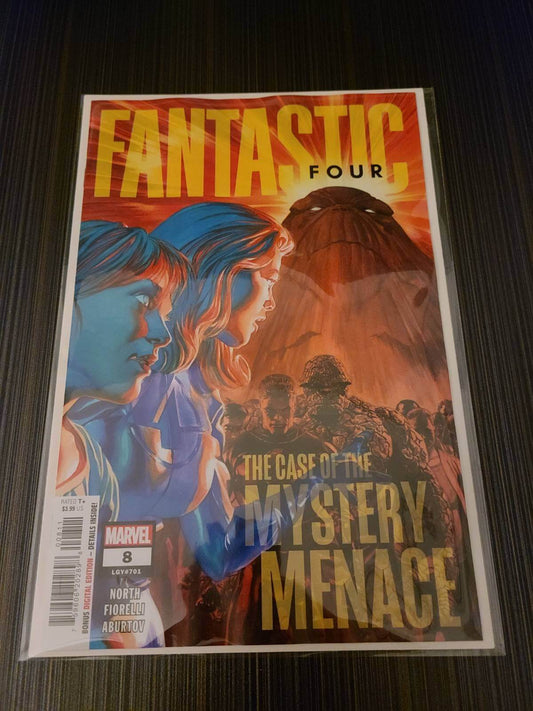 FANTASTIC
FOUR
THE CASE OF THE
MYSTERY
MENACE
RATED T+
$3.99 US
00811
BONUS DIGITAL EDITION – DETAILS INSIDE!
MARVEL
8
LGY#701
NORTH
FIORELLI
ABURTOV